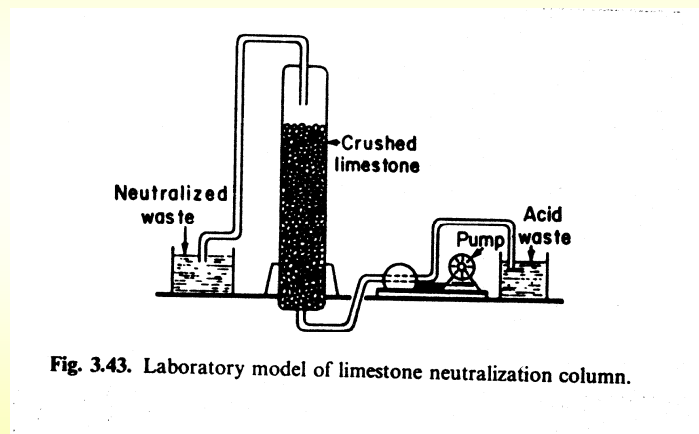 Crushed
limestone
Neutralized
waste
Acid
waste
Pump
Fig. 3.43. Laboratory model of limestone neutralization column.